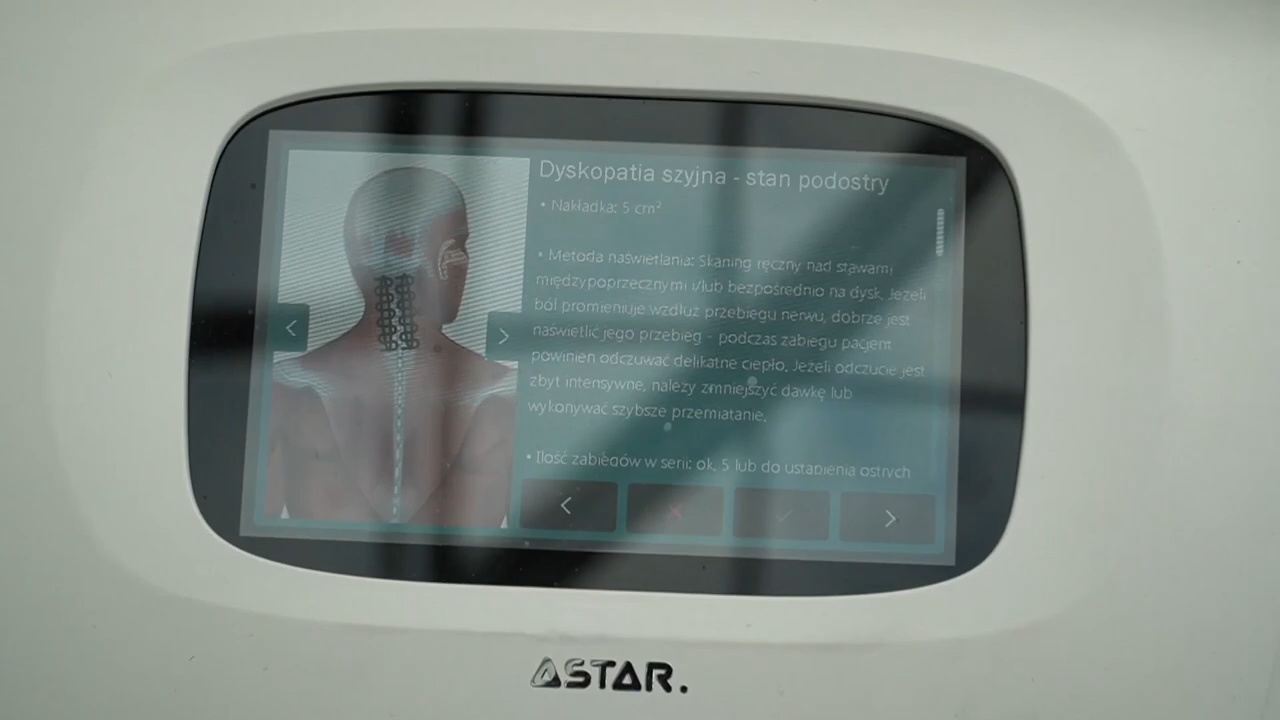 Dyskopatia szyjna - stan podostry
• Nakładka: 5 cm²
• Metoda naświetlania: Skaning ręczny nad stawami
międzypoprzecznymi i/lub bezpośrednio na dysk. Jeżeli
ból promieniuje wzdłuż przebiegu nerwu, dobrze jest
naświetlić jego przebieg - podczas zabiegu pacjent
powinien odczuwać delikatne ciepło. Jeżeli odczucie jest
zbyt intensywne, należy zmniejszyć dawkę lub
wykonywać szybsze przemiatanie.
• Ilość zabiegów w serii: ok. 5 lub do ustąpienia ostrych
ASTAR.